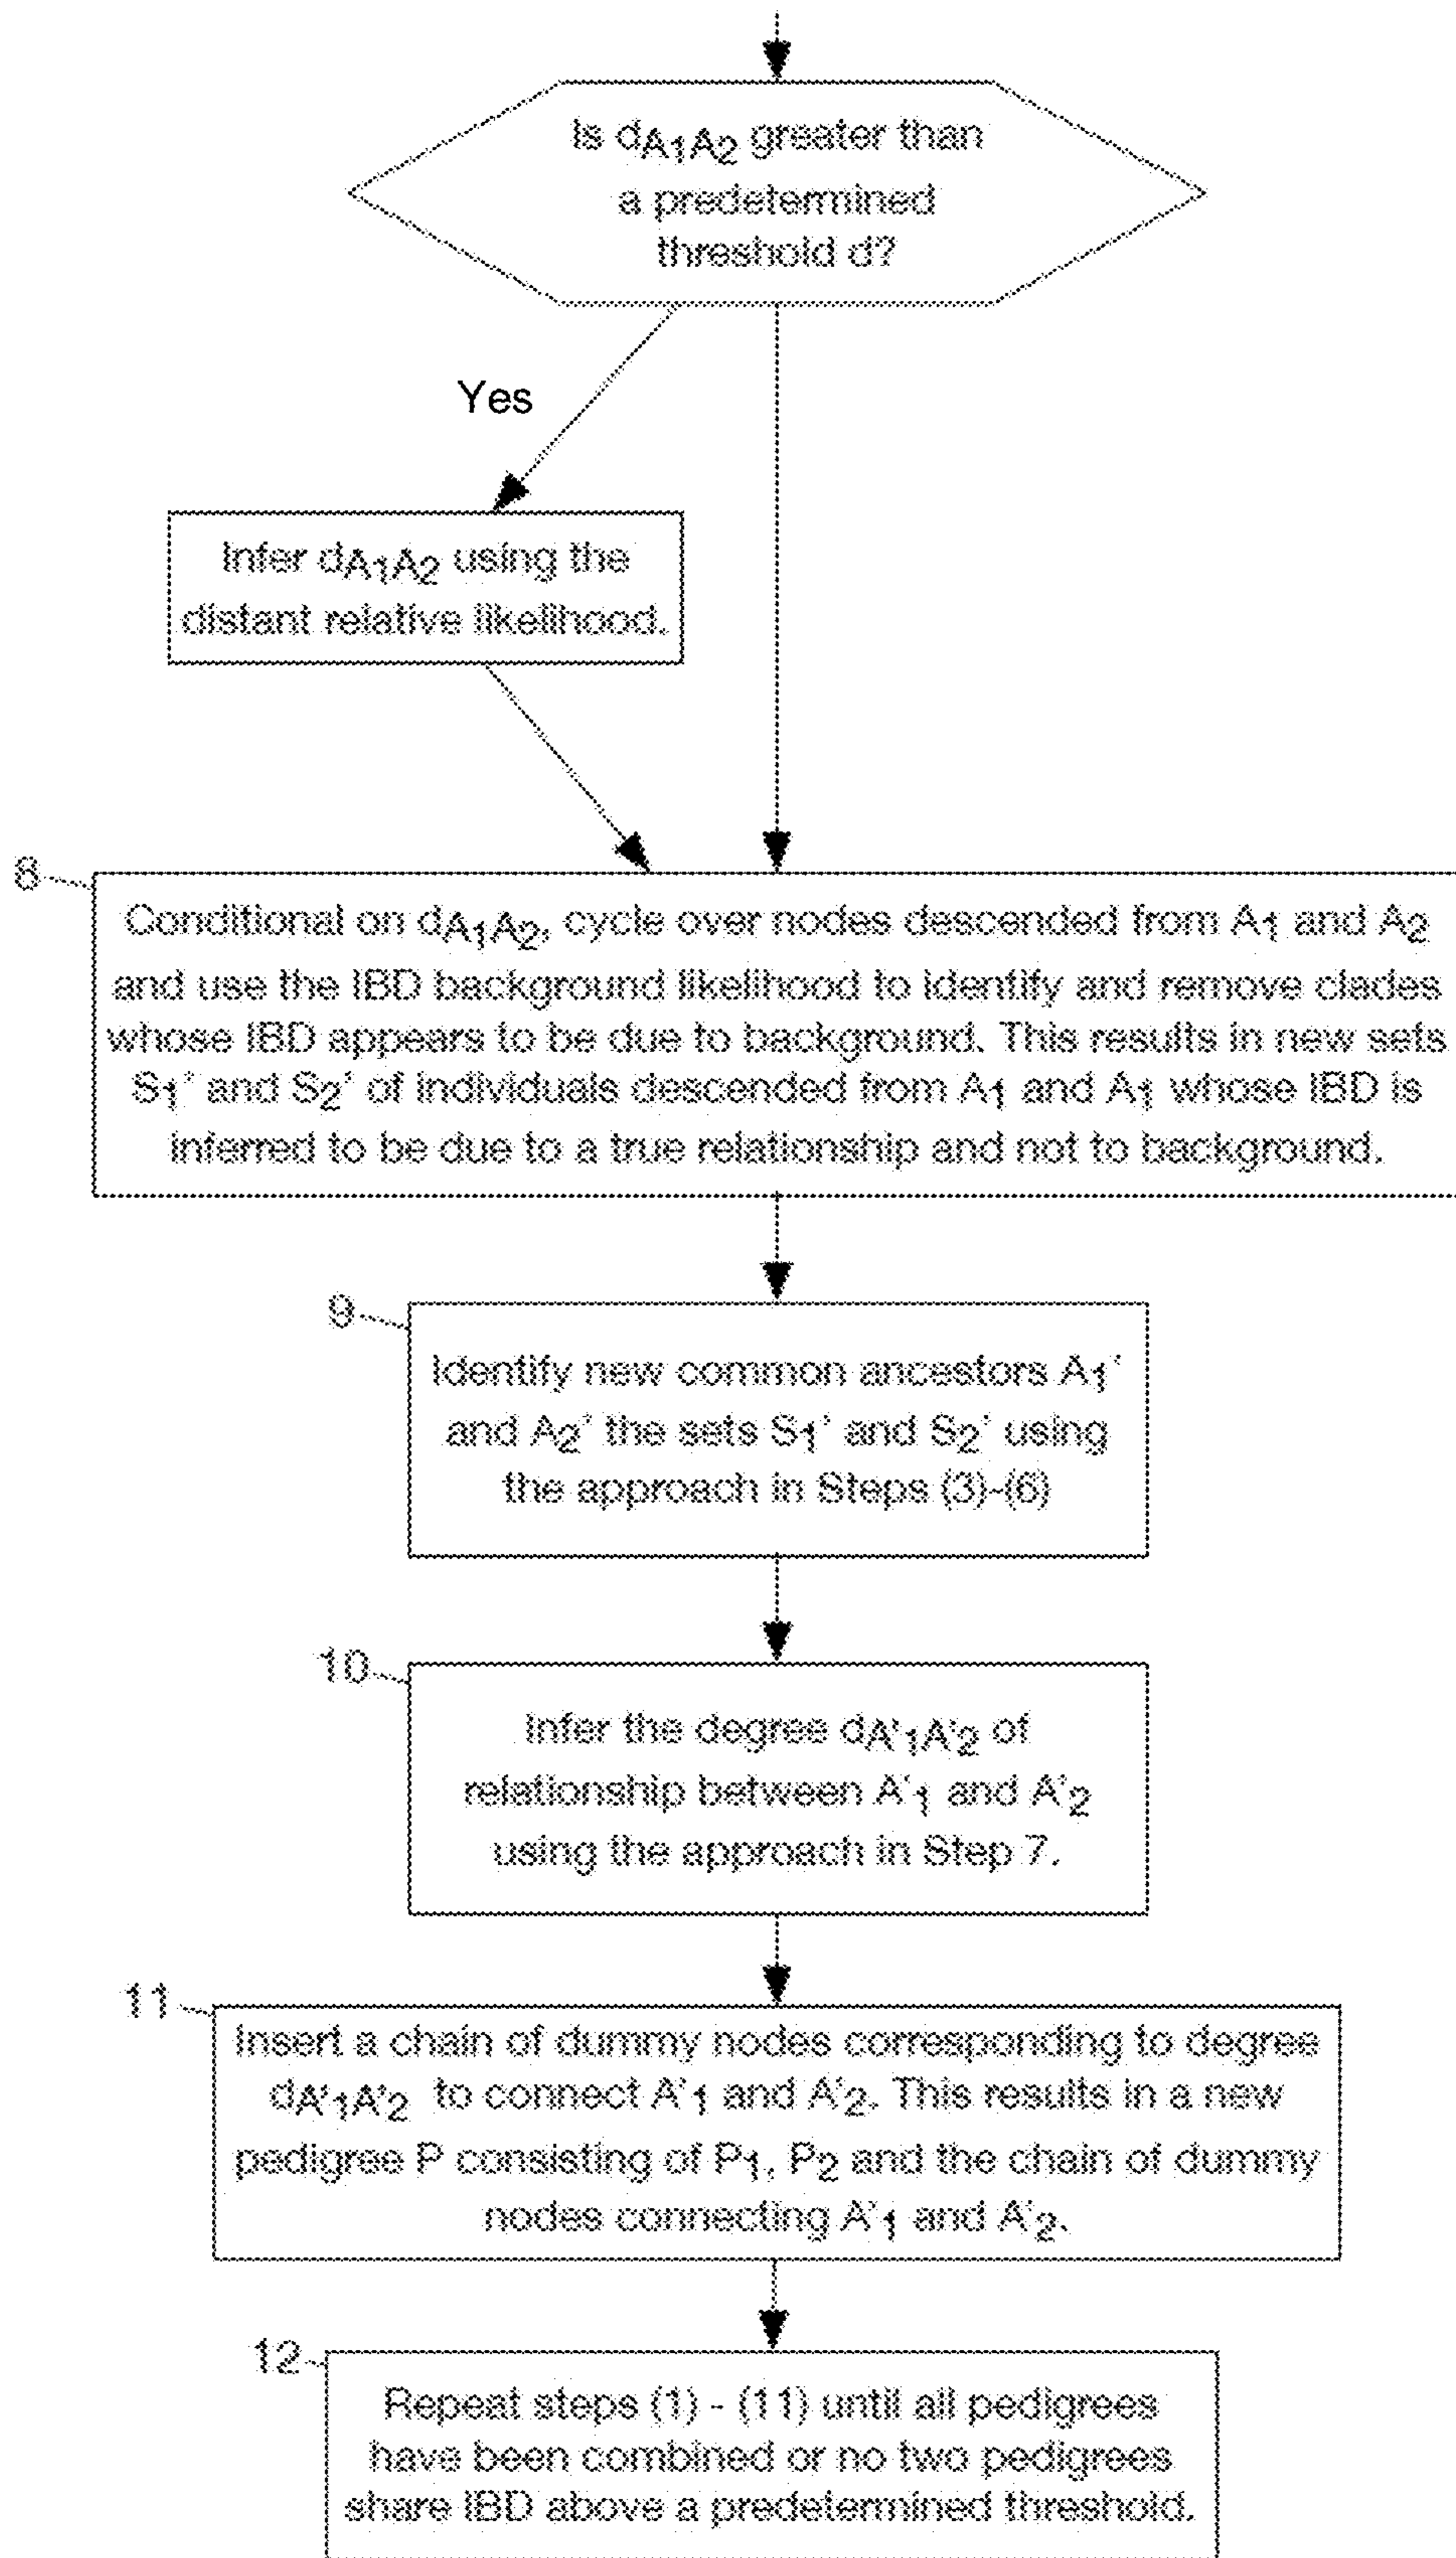 Is dA1A2 greater than
a predetermined
threshold d?
Yes
Infer dA1A2 using the
distant relative likelihood.
8
Conditional on dA1A2, cycle over nodes descended from A1 and A2
and use the IBD background likelihood to identify and remove clades
whose IBD appears to be due to background. This results in new sets
S1' and S2' of individuals descended from A1 and A1 whose IBD is
inferred to be due to a true relationship and not to background.
9
Identify new common ancestors A1'
and A2' the sets S1' and S2' using
the approach in Steps (3)-(6)
10
Infer the degree dA'1A'2 of
relationship between A'1 and A'2
using the approach in Step 7.
11
Insert a chain of dummy nodes corresponding to degree
dA'1A'2 to connect A'1 and A'2. This results in a new
pedigree P consisting of P1, P2 and the chain of dummy
nodes connecting A'1 and A'2.
12
Repeat steps (1) - (11) until all pedigrees
have been combined or no two pedigrees
share IBD above a predetermined threshold.